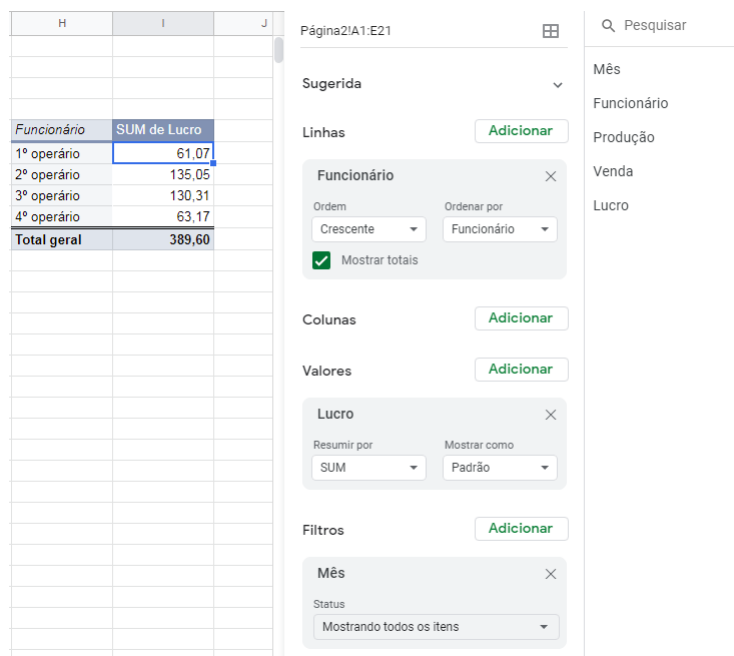 H I J
Funcionário SUM de Lucro
1º operário 61,07
2º operário 135,05
3º operário 130,31
4º operário 63,17
Total geral 389,60
Página2!A1:E21
Sugerida
Linhas Adicionar
Funcionário
Ordem Ordenar por
Crescente Funcionário
Mostrar totais
Colunas Adicionar
Valores Adicionar
Lucro
Resumir por Mostrar como
SUM Padrão
Filtros Adicionar
Mês
Status
Mostrando todos os itens
Pesquisar
Mês
Funcionário
Produção
Venda
Lucro